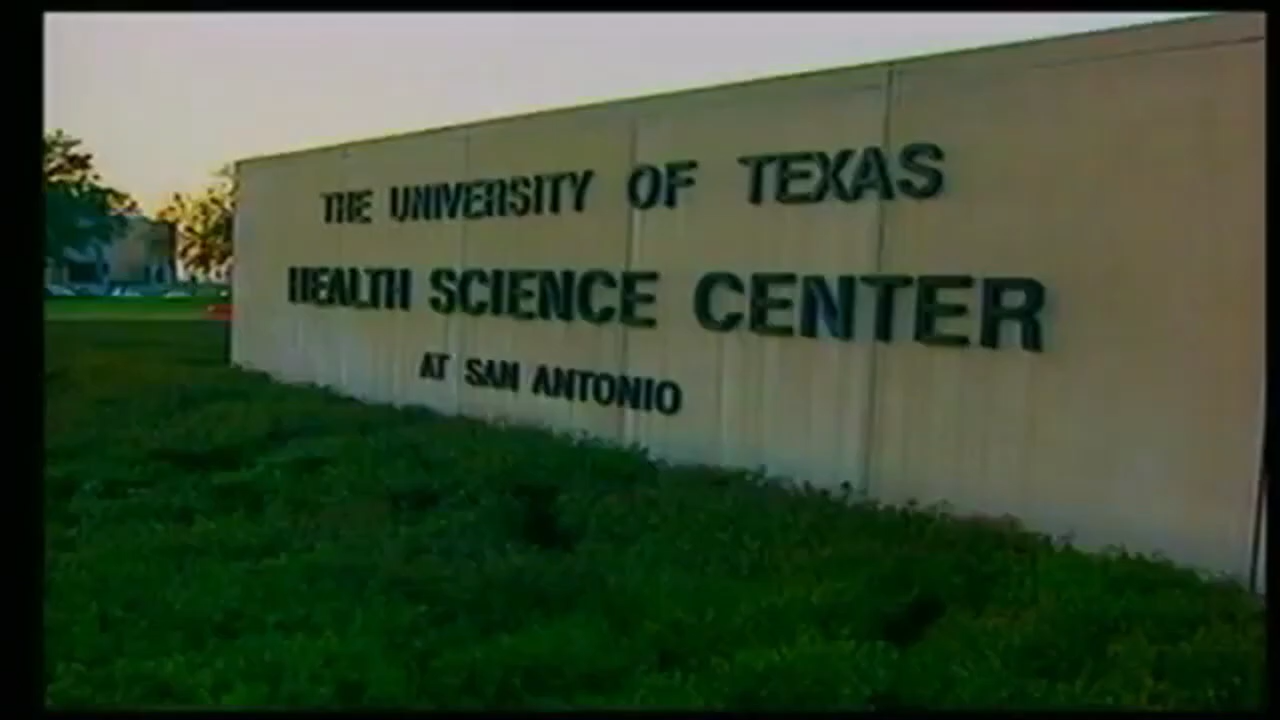 THE UNIVERSITY OF TEXAS
HEALTH SCIENCE CENTER
AT SAN ANTONIO